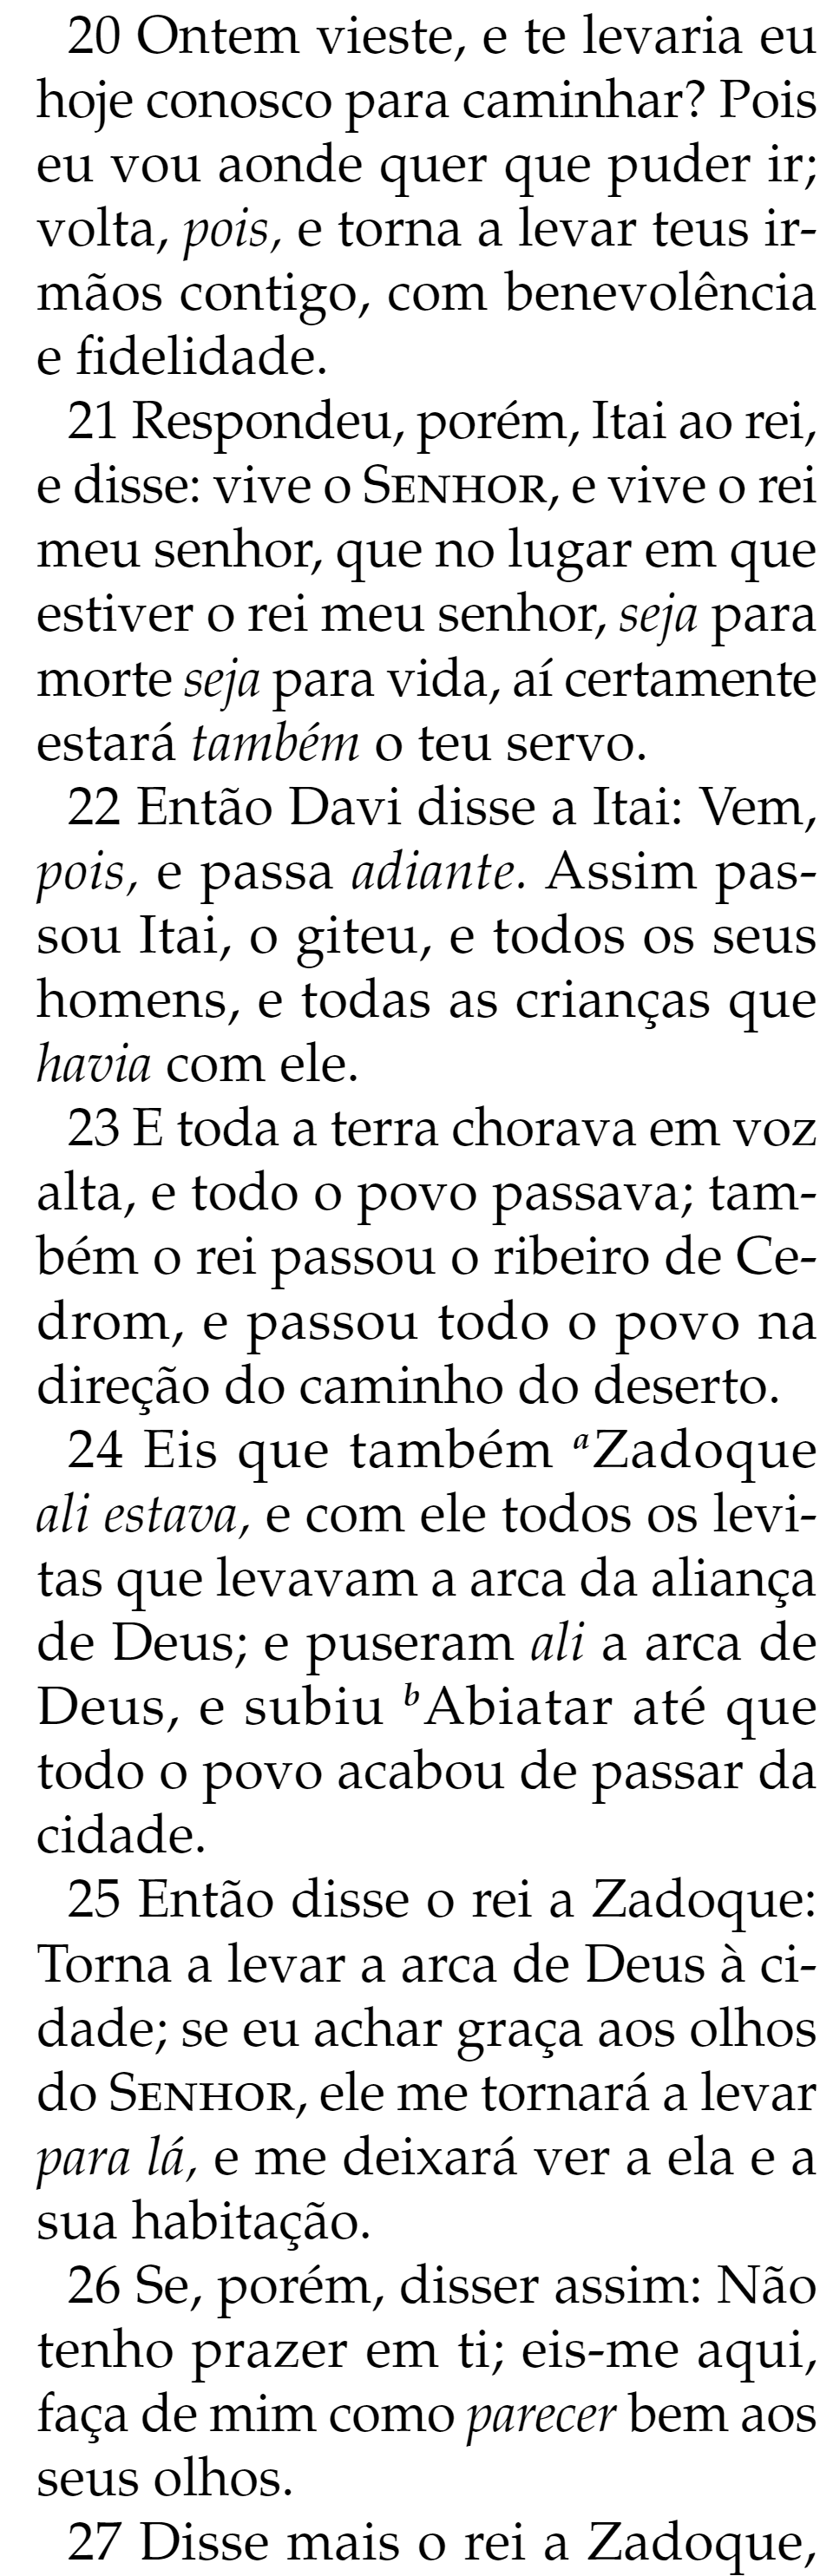 20 Ontem vieste, e te levaria eu
hoje conosco para caminhar? Pois
eu vou aonde quer que puder ir;
volta, pois, e torna a levar teus ir-
mãos contigo, com benevolência
e fidelidade.
21 Respondeu, porém, Itai ao rei,
e disse: vive o SENHOR, e vive o rei
meu senhor, que no lugar em que
estiver o rei meu senhor, seja para
morte seja para vida, aí certamente
estará também o teu servo.
22 Então Davi disse a Itai: Vem,
pois, e passa adiante. Assim pas-
sou Itai, o giteu, e todos os seus
homens, e todas as crianças que
havia com ele.
23 E toda a terra chorava em voz
alta, e todo o povo passava; tam-
bém o rei passou o ribeiro de Ce-
drom, e passou todo o povo na
direção do caminho do deserto.
24 Eis que também aZadoque
ali estava, e com ele todos os levi-
tas que levavam a arca da aliança
de Deus; e puseram ali a arca de
Deus, e subiu bAbiatar até que
todo o povo acabou de passar da
cidade.
25 Então disse o rei a Zadoque:
Torna a levar a arca de Deus à ci-
dade; se eu achar graça aos olhos
do SENHOR, ele me tornará a levar
para lá, e me deixará ver a ela e a
sua habitação.
26 Se, porém, disser assim: Não
tenho prazer em ti; eis-me aqui,
faça de mim como parecer bem aos
seus olhos.
27 Disse mais o rei a Zadoque,